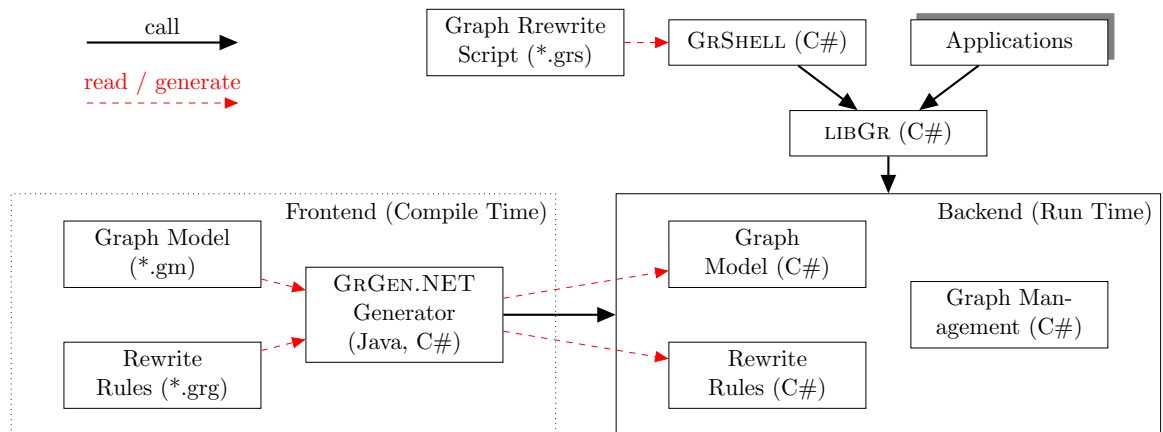 call
read / generate
Graph Rrewrite
Script (*.grs)
GRSHELL (C#)
Applications
LIBGR (C#)
Frontend (Compile Time)
Graph Model
(*.gm)
GRGEN.NET
Generator
(Java, C#)
Rewrite
Rules (*.grg)
Backend (Run Time)
Graph
Model (C#)
Graph Man-
agement (C#)
Rewrite
Rules (C#)